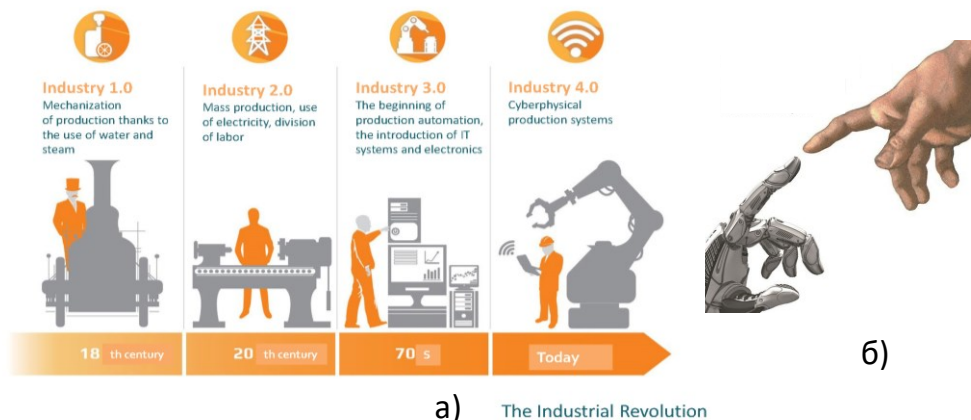 Industry 1.0
Mechanization
of production thanks to
the use of water and
steam
Industry 2.0
Mass production, use
of electricity, division
of labor
Industry 3.0
The beginning of
production automation,
the introduction of IT
systems and electronics
Industry 4.0
Cyberphysical
production systems
18 th century
20 th century
70 s
Today
б)
а) The Industrial Revolution